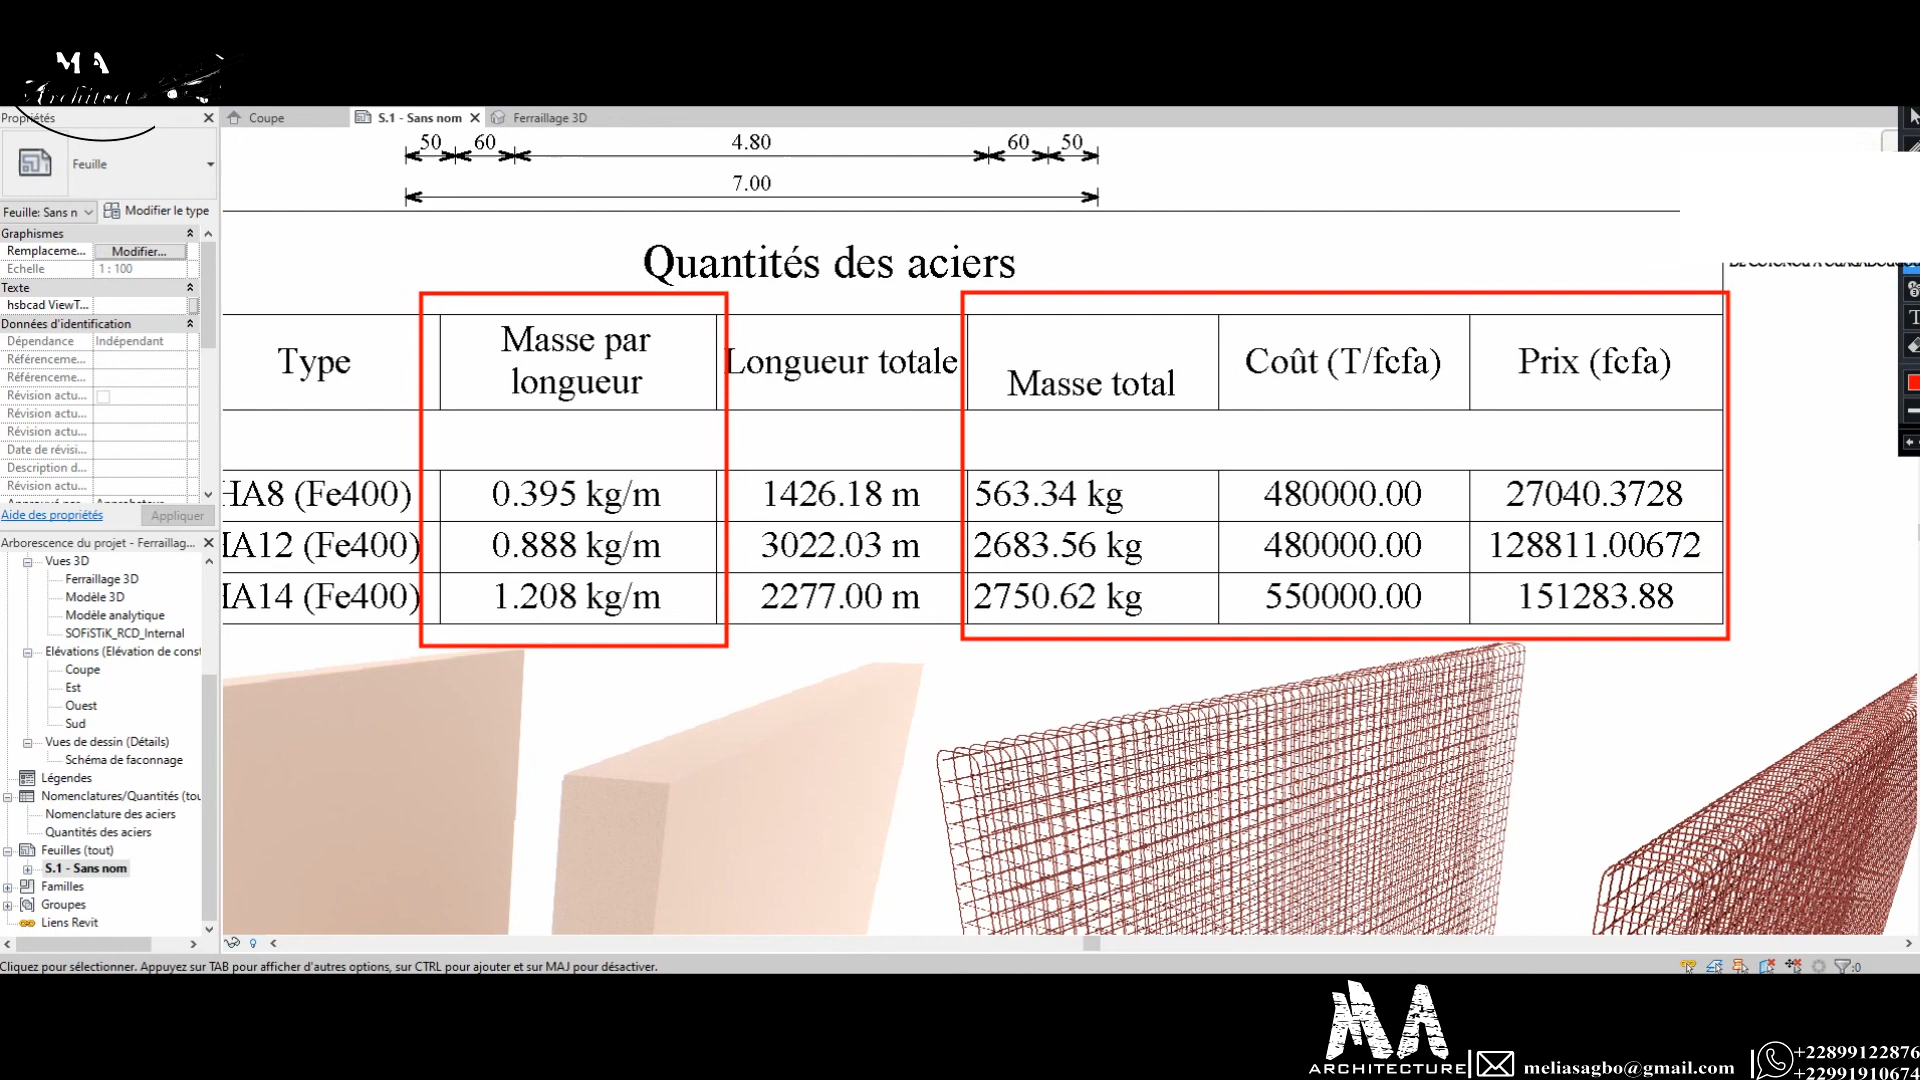 MA
Architect
Propriétés
Coupe
S.1 - Sans nom
Ferraillage 3D
Feuille
Feuille: Sans n
Modifier le type
Graphismes
Remplaceme... Modifier...
Echelle 1 : 100
Texte
hsbcad ViewT...
Données d'identification
Dépendance Indépendant
Référenceme...
Référenceme...
Révision actu...
Révision actu...
Révision actu...
Date de révisi...
Description d...
Révision actu...
Aide des propriétés Appliquer
Arborescence du projet - Ferraillag...
Vues 3D
Ferraillage 3D
Modèle 3D
Modèle analytique
SOFiSTiK_RCD_Internal
Elévations (Elévation de const
Coupe
Est
Ouest
Sud
Vues de dessin (Détails)
Schéma de faconnage
Légendes
Nomenclatures/Quantités (tou
Nomenclature des aciers
Quantités des aciers
Feuilles (tout)
S.1 - Sans nom
Familles
Groupes
Liens Revit
50 60 4.80 60 50
7.00
Quantités des aciers
Type Masse par longueur Longueur totale Masse total Coût (T/fcfa) Prix (fcfa)
HA8 (Fe400) 0.395 kg/m 1426.18 m 563.34 kg 480000.00 27040.3728
HA12 (Fe400) 0.888 kg/m 3022.03 m 2683.56 kg 480000.00 128811.00672
HA14 (Fe400) 1.208 kg/m 2277.00 m 2750.62 kg 550000.00 151283.88
Cliquez pour sélectionner. Appuyez sur TAB pour afficher d'autres options, sur CTRL pour ajouter et sur MAJ pour désactiver.
:0
MA
ARCHITECTURE
meliasagbo@gmail.com
+22899122876
+22991910674